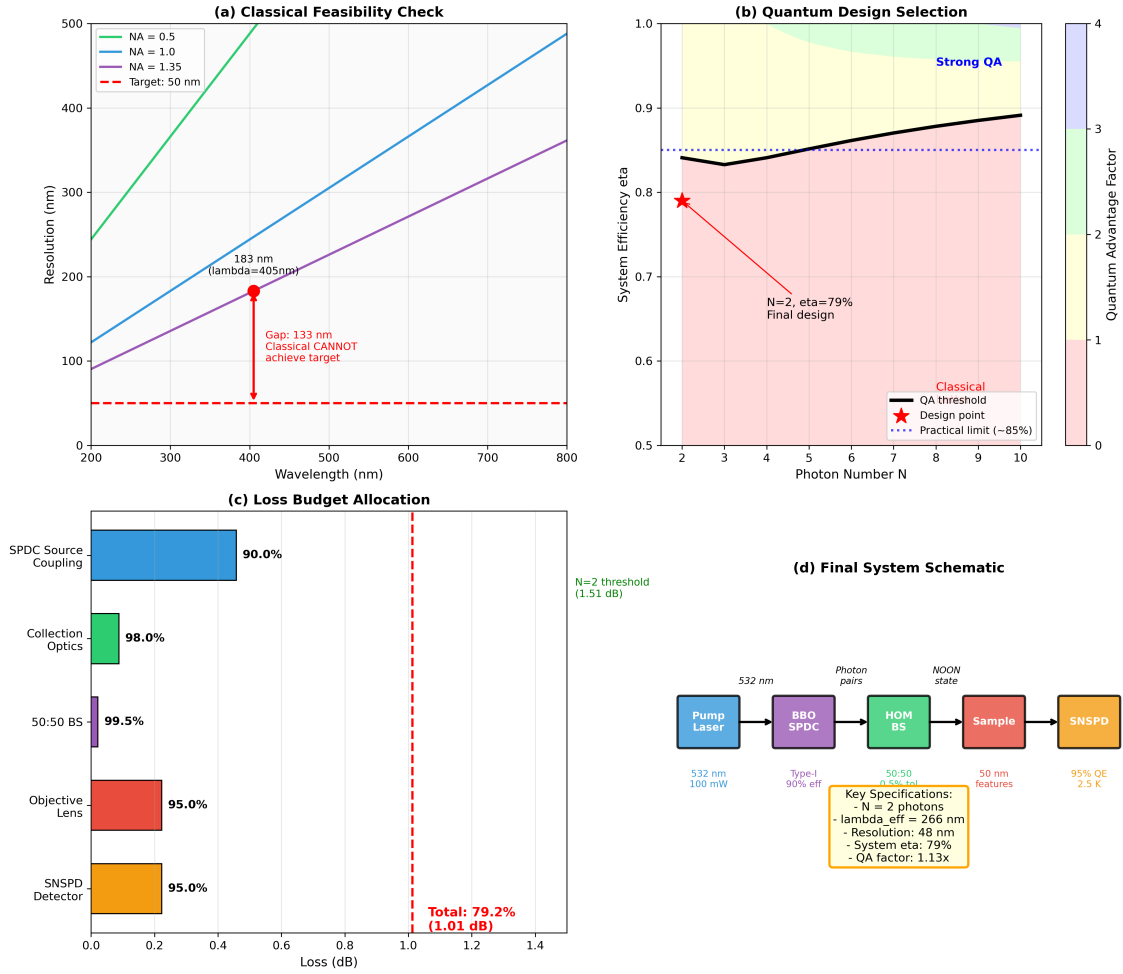 (a) Classical Feasibility Check
NA = 0.5
NA = 1.0
NA = 1.35
Target: 50 nm
500
400
300
200
100
0
Resolution (nm)
183 nm
(lambda=405nm)
Gap: 133 nm
Classical CANNOT
achieve target
200
300
400
500
600
700
800
Wavelength (nm)
(b) Quantum Design Selection
1.0
0.9
0.8
0.7
0.6
0.5
System Efficiency eta
Strong QA
N=2, eta=79%
Final design
Classical
QA threshold
Design point
Practical limit (~85%)
2
3
4
5
6
7
8
9
10
Photon Number N
4
3
2
1
0
Quantum Advantage Factor
(c) Loss Budget Allocation
SPDC Source
Coupling
90.0%
Collection
Optics
98.0%
50:50 BS
99.5%
Objective
Lens
95.0%
SNSPD
Detector
95.0%
N=2 threshold
(1.51 dB)
Total: 79.2%
(1.01 dB)
0.0
0.2
0.4
0.6
0.8
1.0
1.2
1.4
Loss (dB)
(d) Final System Schematic
532 nm
Photon
pairs
NOON
state
Pump
Laser
BBO
SPDC
HOM
BS
Sample
SNSPD
532 nm
100 mW
Type-I
90% eff
50:50
0.5% tol
50 nm
features
95% QE
2.5 K
Key Specifications:
- N = 2 photons
- lambda_eff = 266 nm
- Resolution: 48 nm
- System eta: 79%
- QA factor: 1.13x